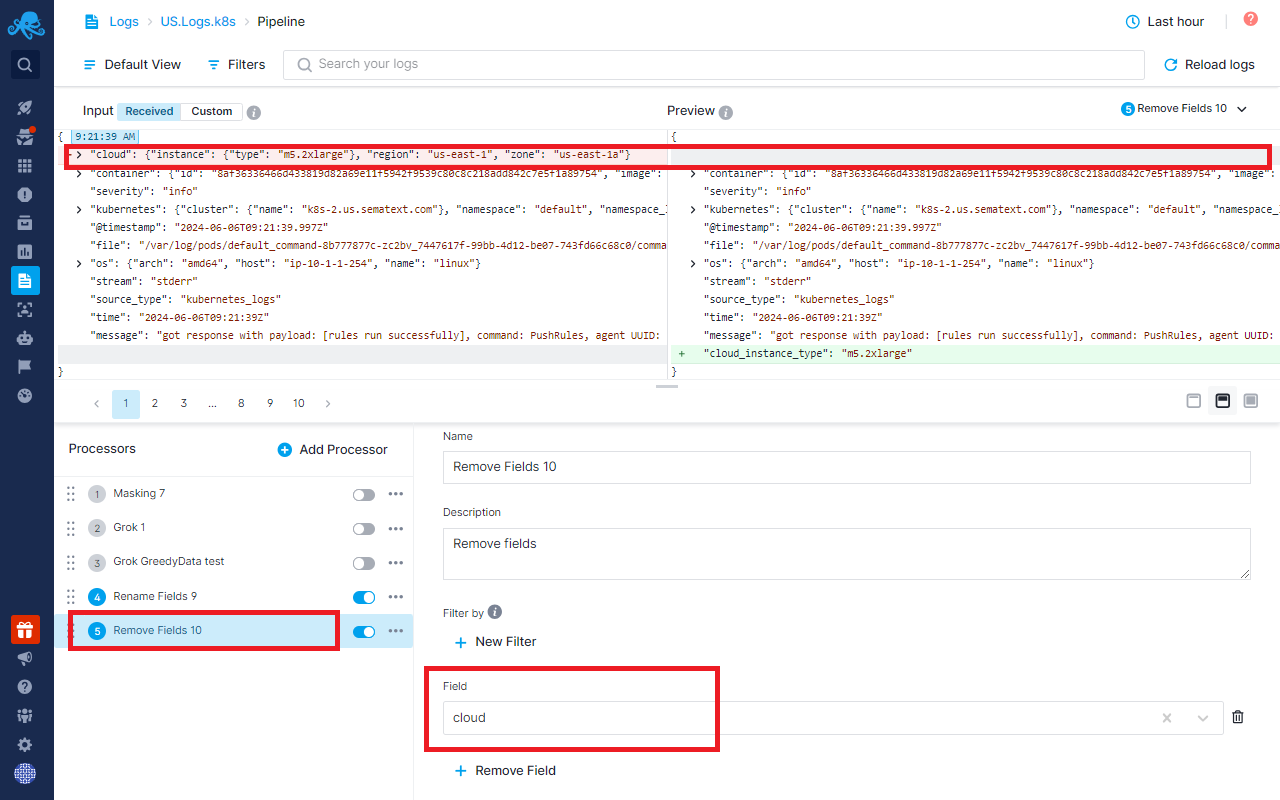 Logs US.Logs.k8s Pipeline Last hour ?
Default View Filters Search your logs Reload logs
Input Received Custom i Preview i 5 Remove Fields 10
{ 9:21:39 AM
"cloud": {"instance": {"type": "m5.2xlarge"}, "region": "us-east-1", "zone": "us-east-1a"}
"container": {"id": "8af36336466d433819d82a69e11f5942f9539c80c8c218add842c7e5f1a89754", "image":
"severity": "info"
"kubernetes": {"cluster": {"name": "k8s-2.us.sematext.com"}, "namespace": "default", "namespace_
"@timestamp": "2024-06-06T09:21:39.997Z"
"file": "/var/log/pods/default_command-8b777877c-zc2bv_7447617f-99bb-4d12-be07-743fd66c68c0/comma
"os": {"arch": "amd64", "host": "ip-10-1-1-254", "name": "linux"}
"stream": "stderr"
"source_type": "kubernetes_logs"
"time": "2024-06-06T09:21:39Z"
"message": "got response with payload: [rules run successfully], command: PushRules, agent UUID:
}
{
"container": {"id": "8af36336466d433819d82a69e11f5942f9539c80c8c218add842c7e5f1a89754", "image":
"severity": "info"
"kubernetes": {"cluster": {"name": "k8s-2.us.sematext.com"}, "namespace": "default", "namespace_
"@timestamp": "2024-06-06T09:21:39.997Z"
"file": "/var/log/pods/default_command-8b777877c-zc2bv_7447617f-99bb-4d12-be07-743fd66c68c0/comma
"os": {"arch": "amd64", "host": "ip-10-1-1-254", "name": "linux"}
"stream": "stderr"
"source_type": "kubernetes_logs"
"time": "2024-06-06T09:21:39Z"
"message": "got response with payload: [rules run successfully], command: PushRules, agent UUID:
+ "cloud_instance_type": "m5.2xlarge"
}
1 2 3 ... 8 9 10
Processors Add Processor
1 Masking 7
2 Grok 1
3 Grok GreedyData test
4 Rename Fields 9
5 Remove Fields 10
Name
Remove Fields 10
Description
Remove fields
Filter by i
+ New Filter
Field
cloud
+ Remove Field